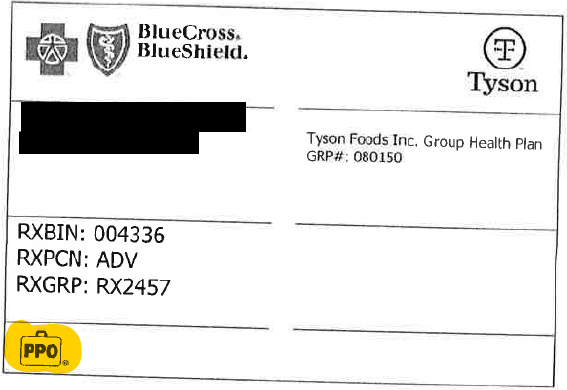 BlueCross®
BlueShield®
Tyson
Tyson Foods Inc. Group Health Plan
GRP#: 080150
RXBIN: 004336
RXPCN: ADV
RXGRP: RX2457
PPO®